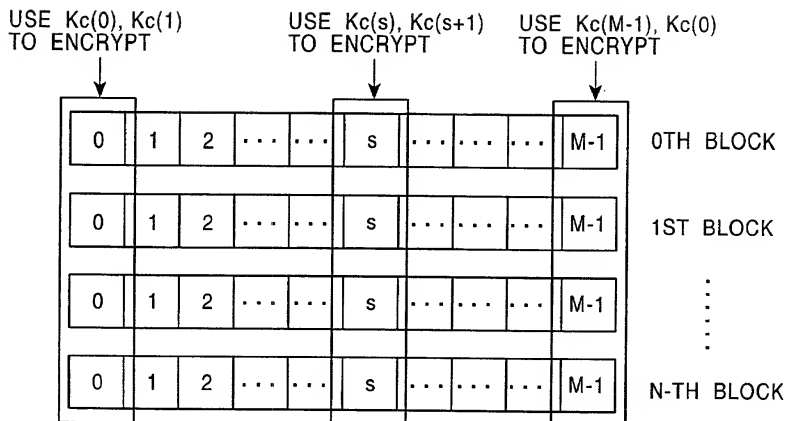 USE Kc(0), Kc(1)
TO ENCRYPT
USE Kc(s), Kc(s+1)
TO ENCRYPT
USE Kc(M-1), Kc(0)
TO ENCRYPT
0 1 2 ··· ··· s ··· ··· ··· M-1 0TH BLOCK
0 1 2 ··· ··· s ··· ··· ··· M-1 1ST BLOCK
0 1 2 ··· ··· s ··· ··· ··· M-1
0 1 2 ··· ··· s ··· ··· ··· M-1 N-TH BLOCK